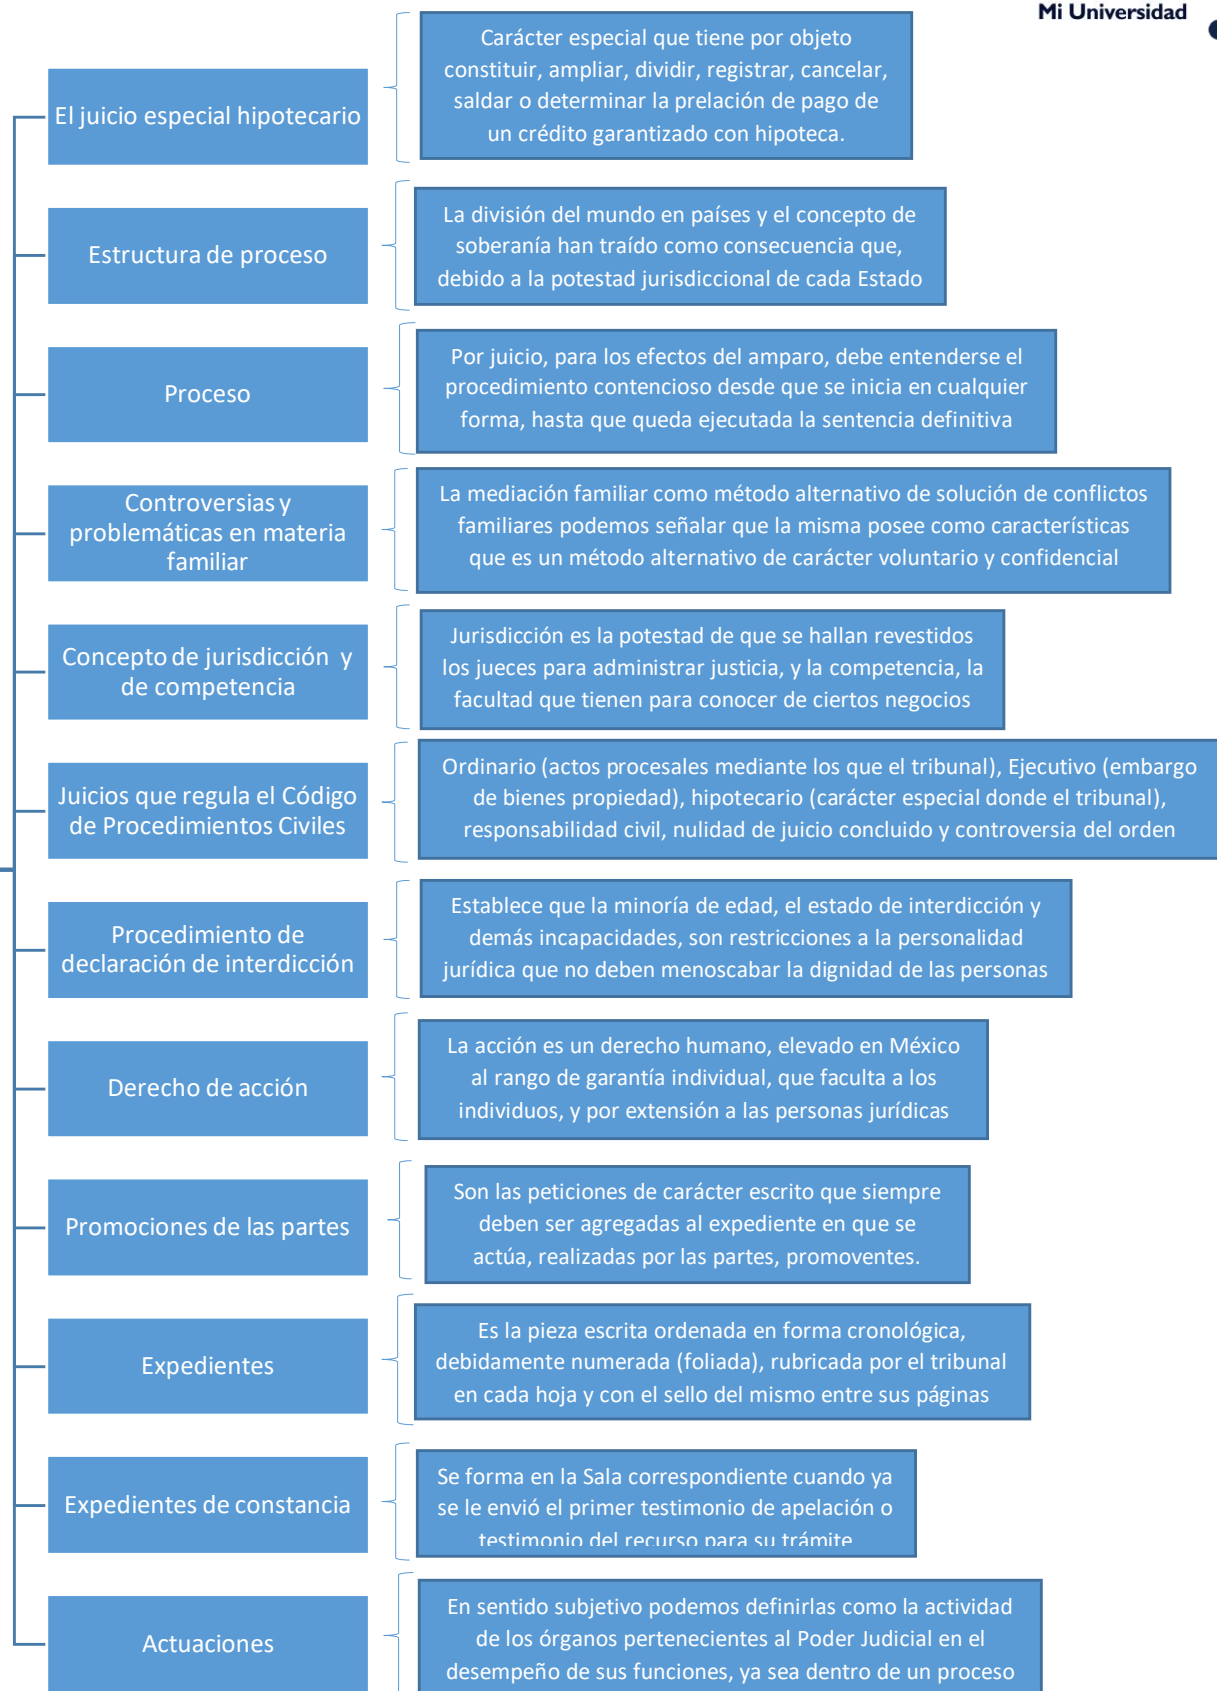 Mi Universidad
El juicio especial hipotecario
Carácter especial que tiene por objeto
constituir, ampliar, dividir, registrar, cancelar,
saldar o determinar la prelación de pago de
un crédito garantizado con hipoteca.
Estructura de proceso
La división del mundo en países y el concepto de
soberanía han traído como consecuencia que,
debido a la potestad jurisdiccional de cada Estado
Proceso
Por juicio, para los efectos del amparo, debe entenderse el
procedimiento contencioso desde que se inicia en cualquier
forma, hasta que queda ejecutada la sentencia definitiva
Controversias y
problemáticas en materia
familiar
La mediación familiar como método alternativo de solución de conflictos
familiares podemos señalar que la misma posee como características
que es un método alternativo de carácter voluntario y confidencial
Concepto de jurisdicción y
de competencia
Jurisdicción es la potestad de que se hallan revestidos
los jueces para administrar justicia, y la competencia, la
facultad que tienen para conocer de ciertos negocios
Juicios que regula el Código
de Procedimientos Civiles
Ordinario (actos procesales mediante los que el tribunal), Ejecutivo (embargo
de bienes propiedad), hipotecario (carácter especial donde el tribunal),
responsabilidad civil, nulidad de juicio concluido y controversia del orden
Procedimiento de
declaración de interdicción
Establece que la minoría de edad, el estado de interdicción y
demás incapacidades, son restricciones a la personalidad
jurídica que no deben menoscabar la dignidad de las personas
Derecho de acción
La acción es un derecho humano, elevado en México
al rango de garantía individual, que faculta a los
individuos, y por extensión a las personas jurídicas
Promociones de las partes
Son las peticiones de carácter escrito que siempre
deben ser agregadas al expediente en que se
actúa, realizadas por las partes, promoventes.
Expedientes
Es la pieza escrita ordenada en forma cronológica,
debidamente numerada (foliada), rubricada por el tribunal
en cada hoja y con el sello del mismo entre sus páginas
Expedientes de constancia
Se forma en la Sala correspondiente cuando ya
se le envió el primer testimonio de apelación o
testimonio del recurso para su trámite
Actuaciones
En sentido subjetivo podemos definirlas como la actividad
de los órganos pertenecientes al Poder Judicial en el
desempeño de sus funciones, ya sea dentro de un proceso